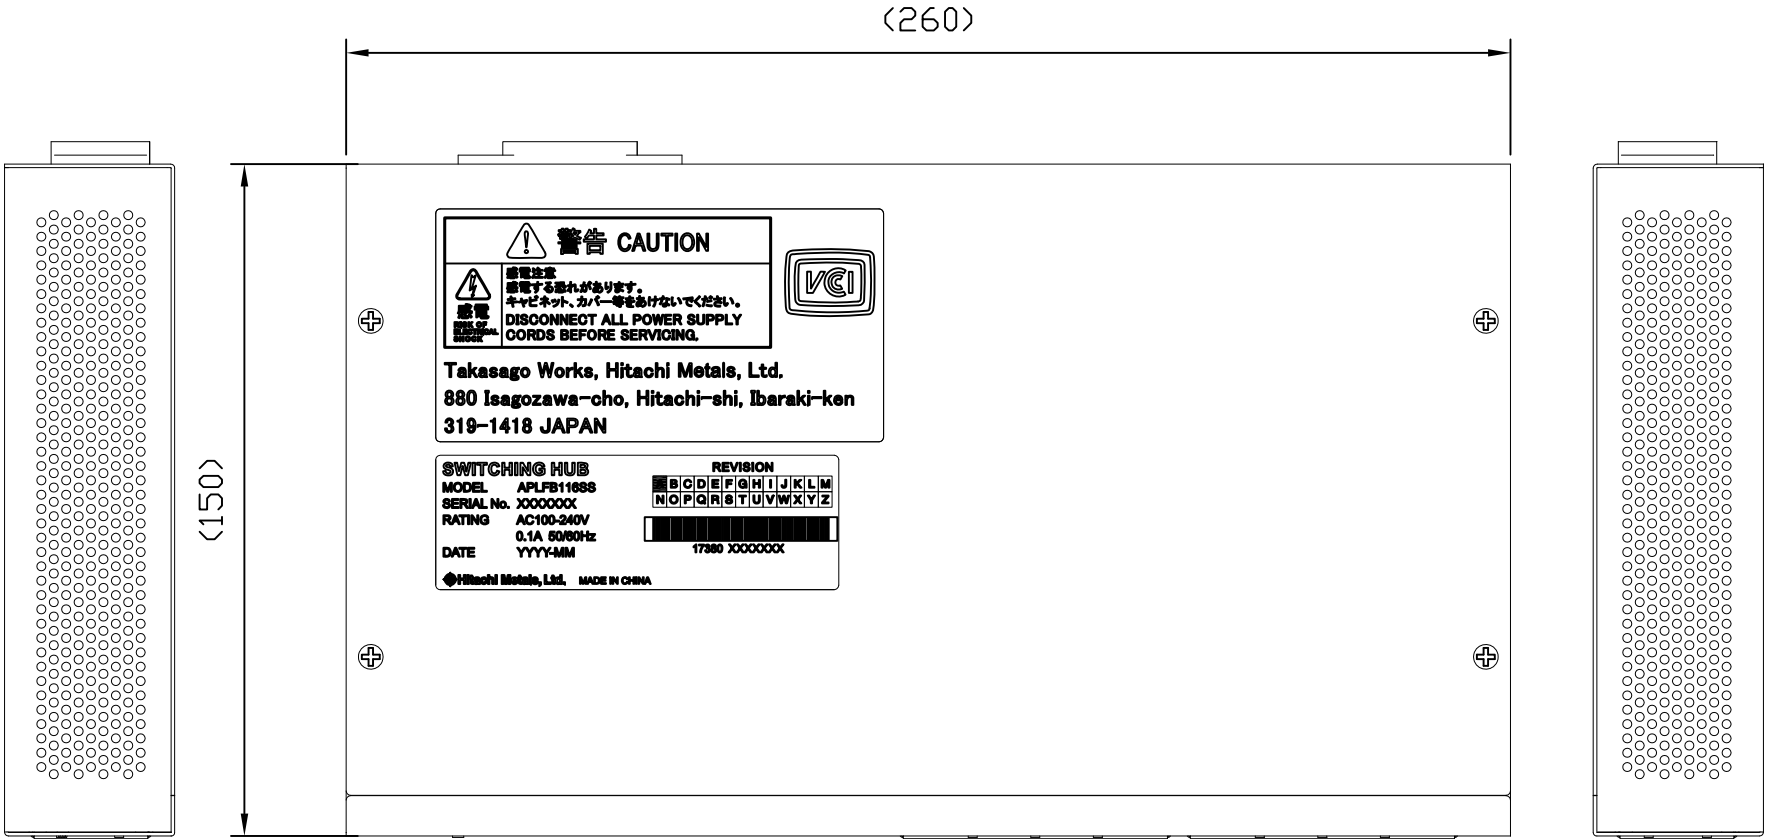 (260)
(150)
警告 CAUTION
感電注意
感電する恐れがあります。
キャビネット、カバー等をあけないでください。
DISCONNECT ALL POWER SUPPLY
CORDS BEFORE SERVICING.
感電
RISK OF
ELECTRICAL
SHOCK
VCI
Takasago Works, Hitachi Metals, Ltd.
880 Isagozawa-cho, Hitachi-shi, Ibaraki-ken
319-1418 JAPAN
SWITCHING HUB
MODEL APLFB116SS
SERIAL No. XXXXXXX
RATING AC100-240V
0.1A 50/60Hz
DATE YYYY-MM
Hitachi Metals, Ltd. MADE IN CHINA
REVISION
B C D E F G H I J K L M
N O P Q R S T U V W X Y Z
17380 XXXXXXX